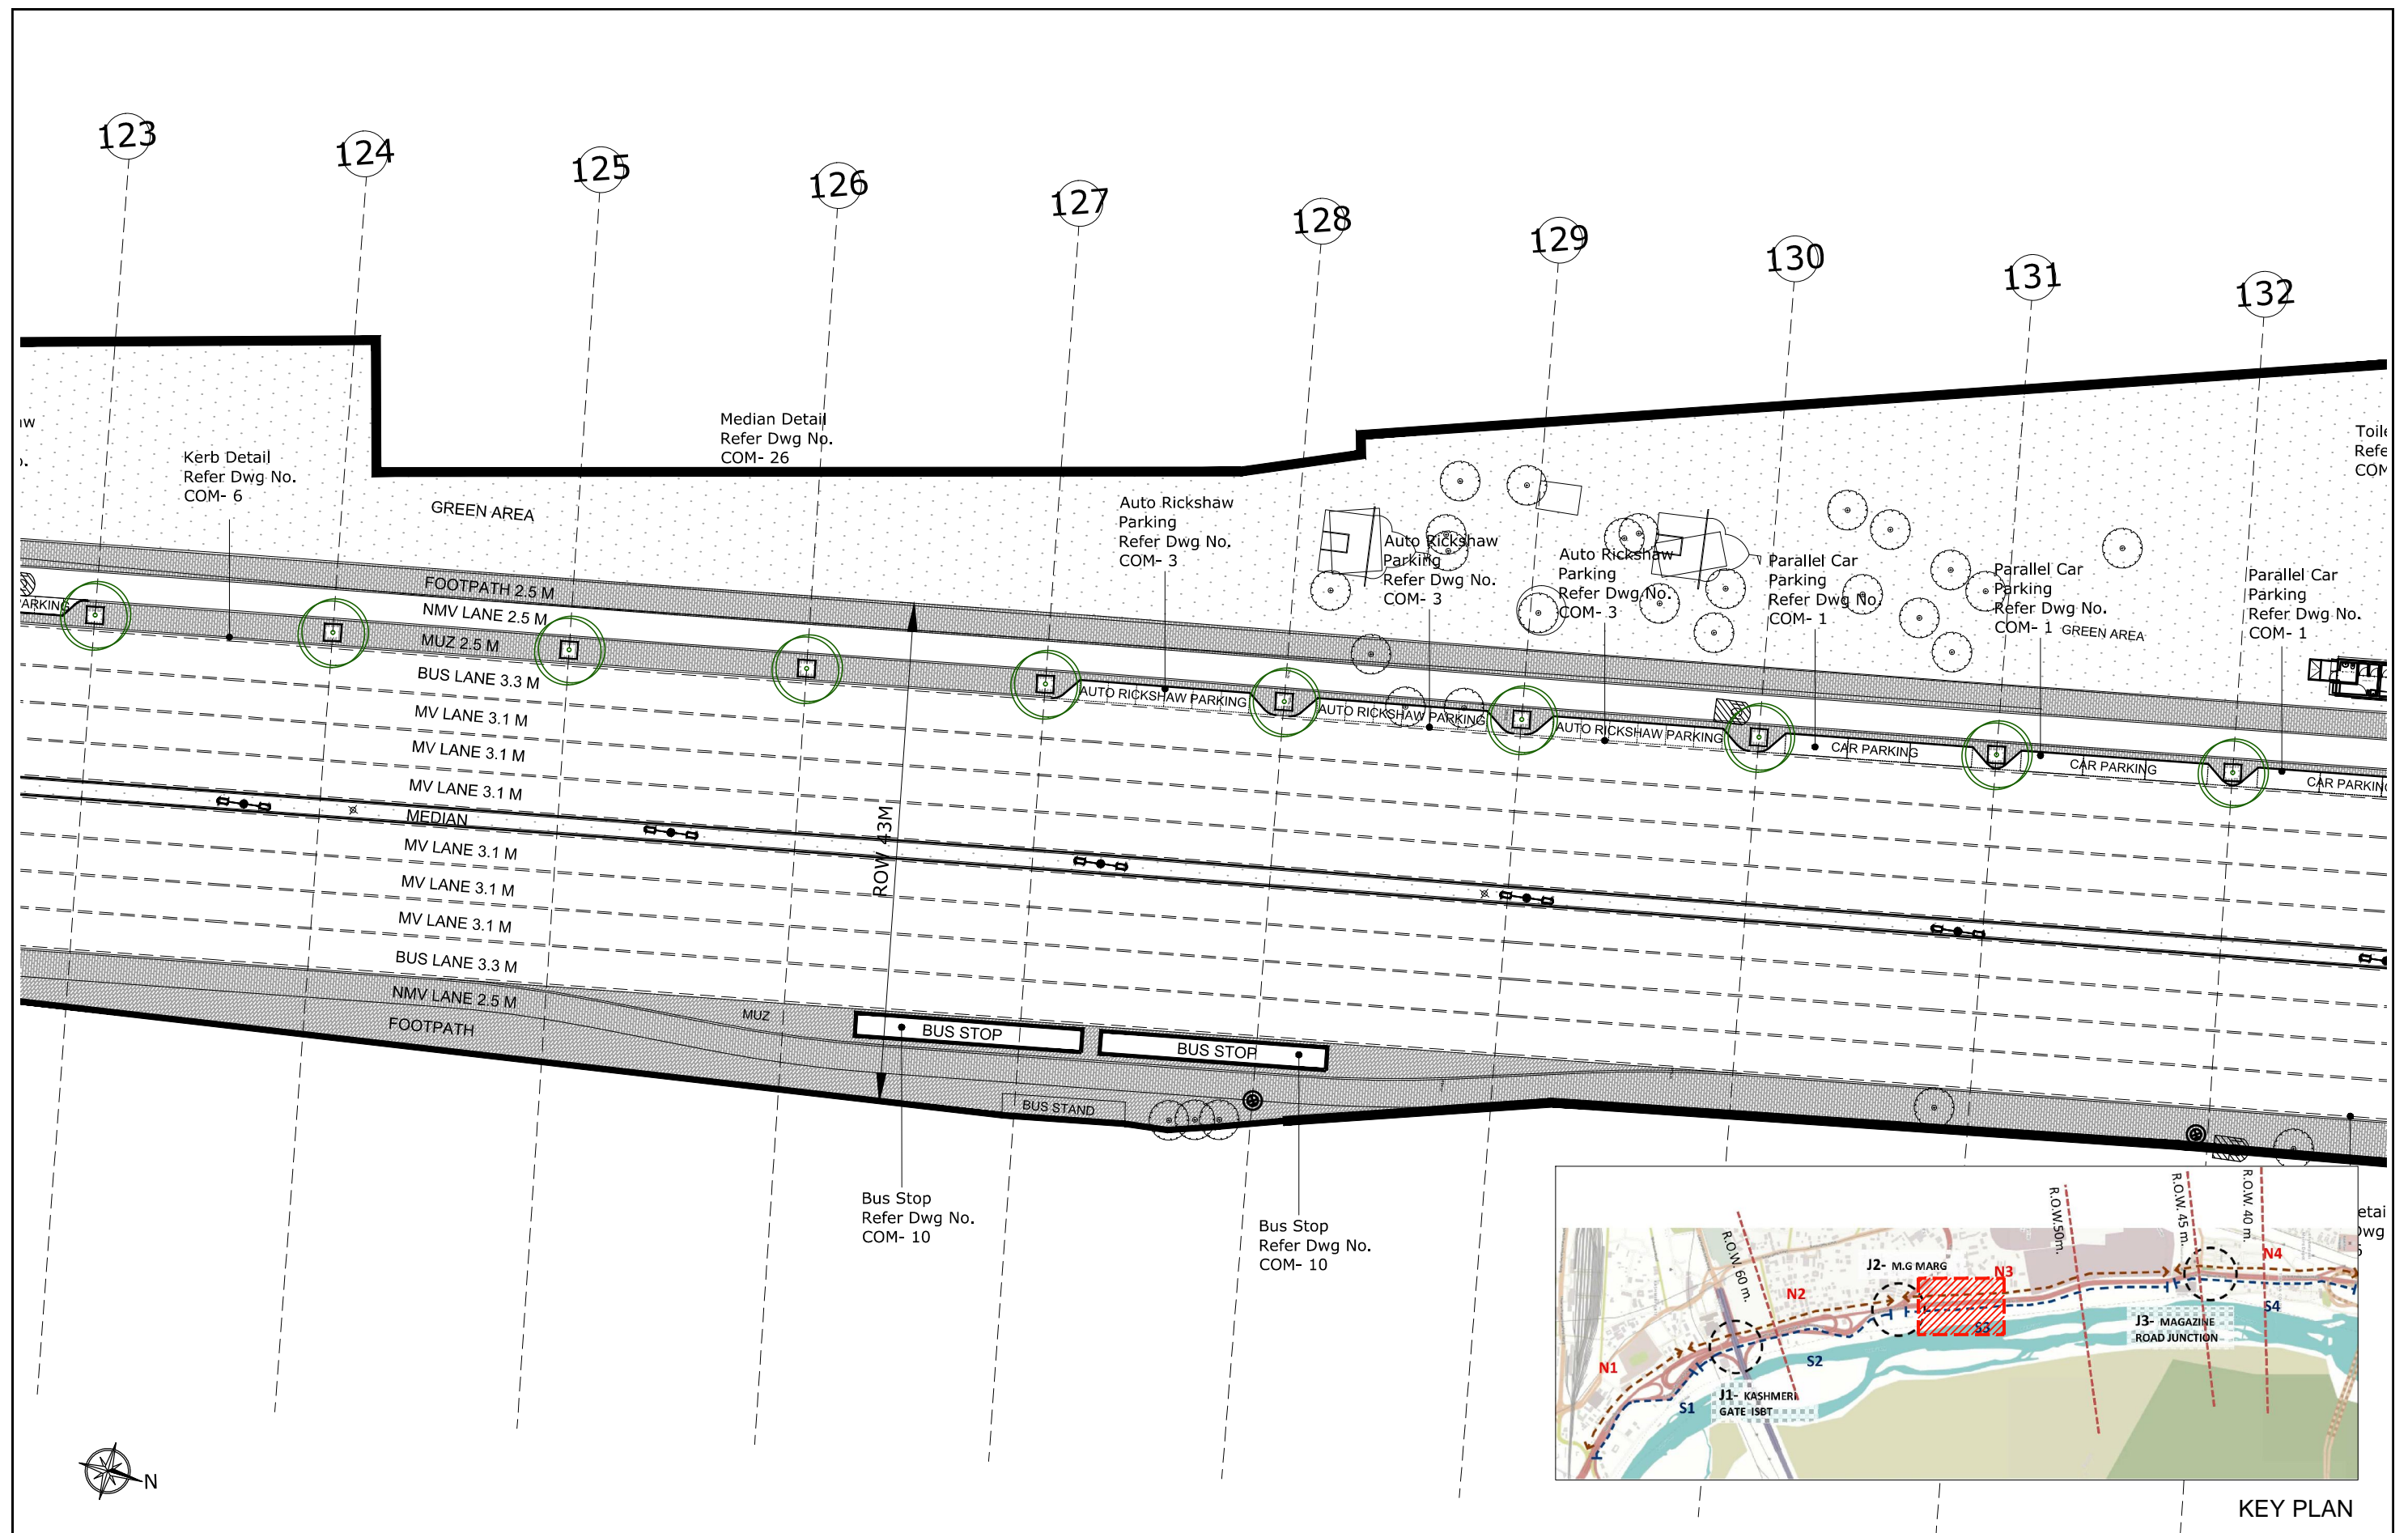 123
124
125
126
127
128
129
130
131
132
Median Detail
Refer Dwg No.
COM- 26
Kerb Detail
Refer Dwg No.
COM- 6
GREEN AREA
Auto Rickshaw
Parking
Refer Dwg No.
COM- 3
Auto Rickshaw
Parking
Refer Dwg No.
COM- 3
Auto Rickshaw
Parking
Refer Dwg No.
COM- 3
Parallel Car
Parking
Refer Dwg No.
COM- 1
Parallel Car
Parking
Refer Dwg No.
COM- 1
GREEN AREA
Parallel Car
Parking
Refer Dwg No.
COM- 1
FOOTPATH 2.5 M
NMV LANE 2.5 M
MUZ 2.5 M
BUS LANE 3.3 M
MV LANE 3.1 M
MV LANE 3.1 M
MV LANE 3.1 M
MEDIAN
MV LANE 3.1 M
MV LANE 3.1 M
MV LANE 3.1 M
BUS LANE 3.3 M
NMV LANE 2.5 M
FOOTPATH
ARKING
AUTO RICKSHAW PARKING
AUTO RICKSHAW PARKING
AUTO RICKSHAW PARKING
CAR PARKING
CAR PARKING
CAR PARKING
ROW 43M
MUZ
BUS STOP
BUS STOP
BUS STAND
Bus Stop
Refer Dwg No.
COM- 10
Bus Stop
Refer Dwg No.
COM- 10
R.O.W. 60 m.
R.O.W.50m.
R.O.W. 45 m.
R.O.W. 40 m.
J2- M.G MARG
N1
N2
N3
N4
S1
S2
S3
S4
J1- KASHMERI
GATE ISBT
J3- MAGAZINE
ROAD JUNCTION
N
KEY PLAN